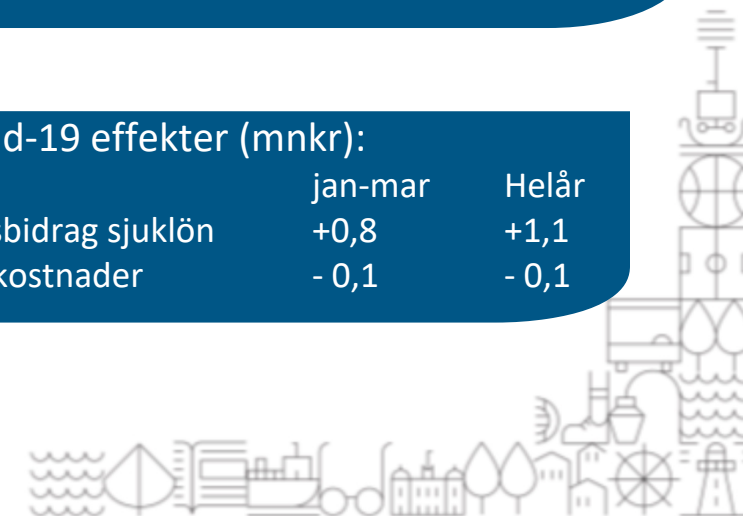 d-19 effekter (mnkr):
jan-mar Helår
sbidrag sjuklön +0,8 +1,1
kostnader - 0,1 - 0,1